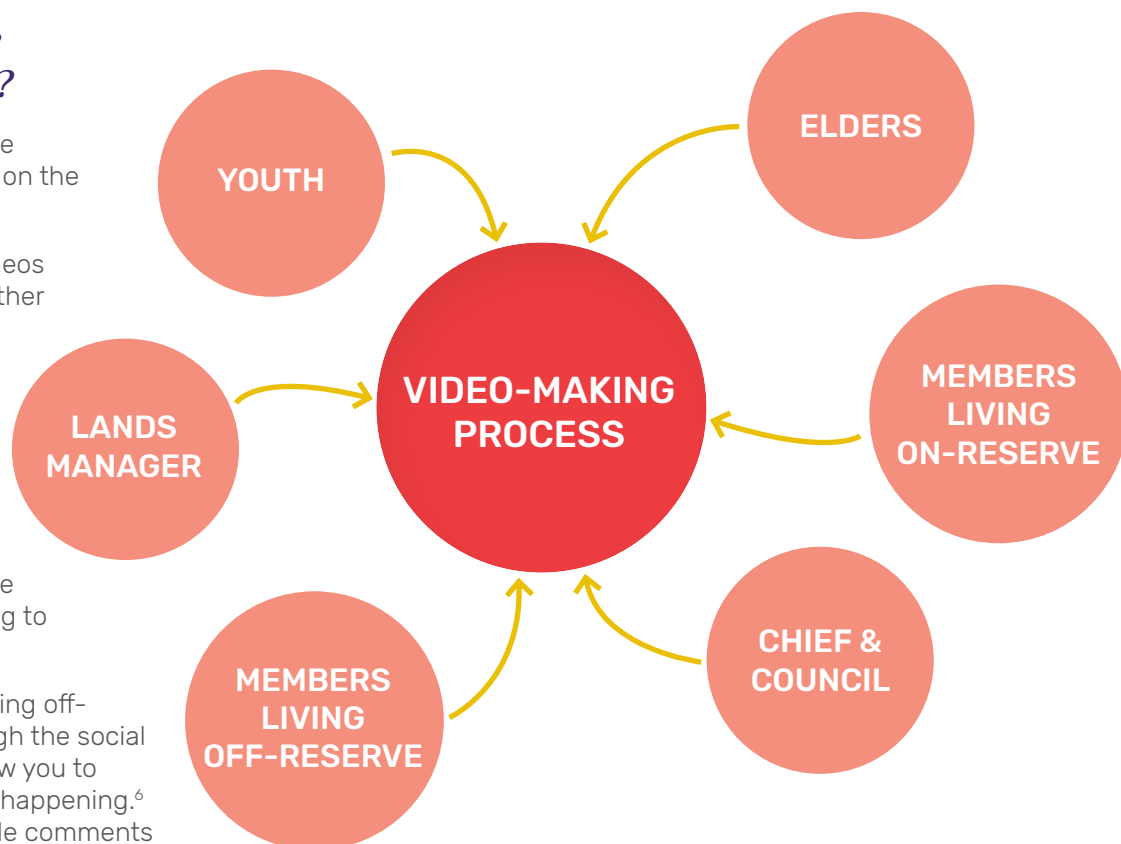 ?
e
on the
eos
ther
e
g to
ing off-
gh the social
w you to
happening.⁶
le comments
YOUTH
ELDERS
VIDEO-MAKING
PROCESS
LANDS
MANAGER
MEMBERS
LIVING
ON-RESERVE
MEMBERS
LIVING
OFF-RESERVE
CHIEF &
COUNCIL